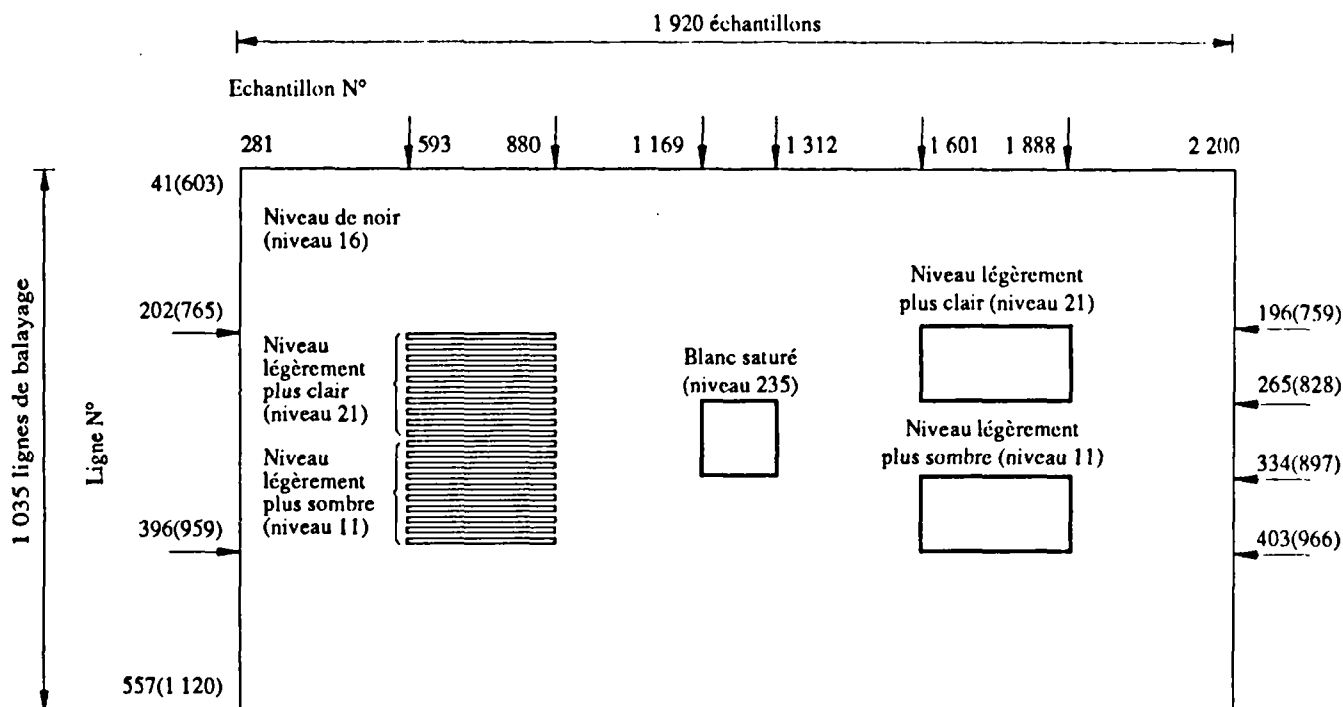 1 920 échantillons
Echantillon N°
281
593
880
1 169
1 312
1 601
1 888
2 200
41(603)
Niveau de noir
(niveau 16)
202(765)
Niveau
légèrement
plus clair
(niveau 21)
Niveau
légèrement
plus sombre
(niveau 11)
396(959)
557(1 120)
1 035 lignes de balayage
Ligne N°
Blanc saturé
(niveau 235)
Niveau légèrement
plus clair (niveau 21)
Niveau légèrement
plus sombre (niveau 11)
196(759)
265(828)
334(897)
403(966)